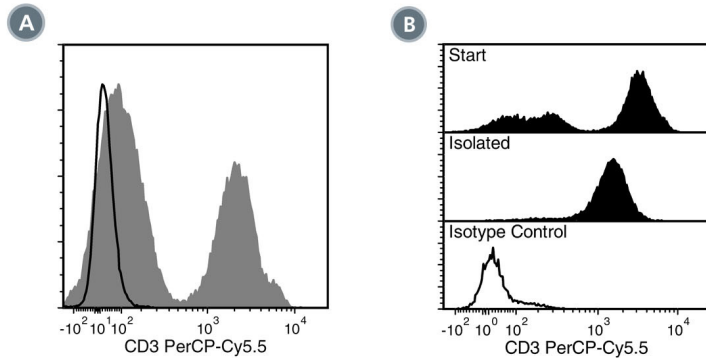 A
B
Start
Isolated
Isotype Control
-10² 10¹ 10² 10³ 10⁴
CD3 PerCP-Cy5.5
-10² 10⁰ 10² 10³ 10⁴
CD3 PerCP-Cy5.5